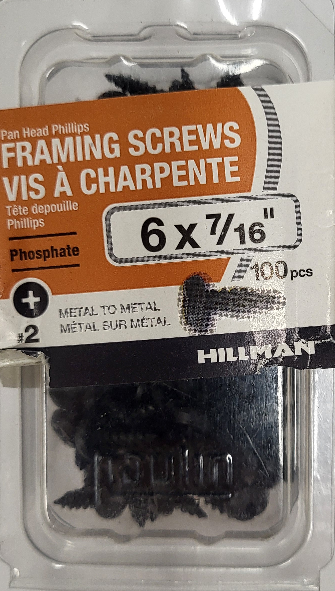 Pan Head Phillips
FRAMING SCREWS
VIS À CHARPENTE
Tête depouille
Phillips
Phosphate
6 x 7/16"
100 pcs
#2
METAL TO METAL
MÉTAL SUR MÉTAL
HILLMAN
paulin